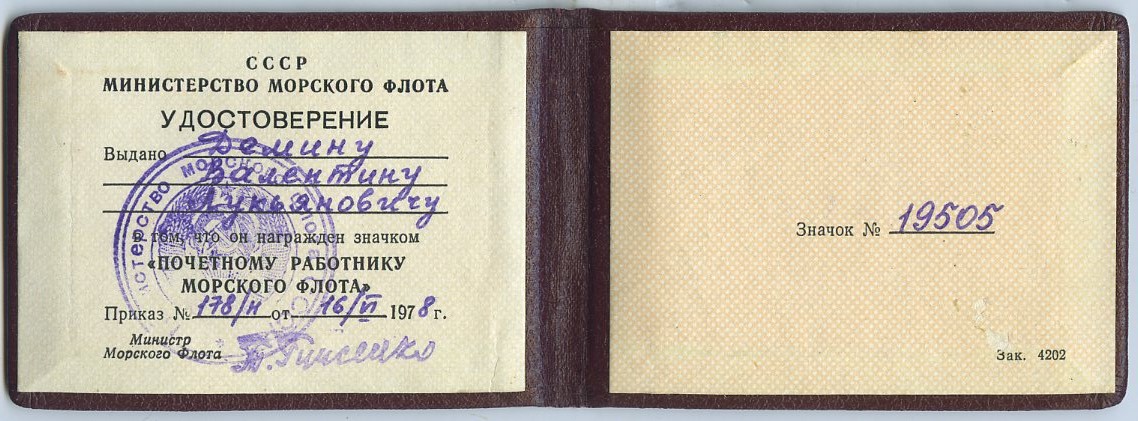 СССР
МИНИСТЕРСТВО МОРСКОГО ФЛОТА
УДОСТОВЕРЕНИЕ
Выдано Демину
Валентину
Лукьяновичу
в том, что он награжден значком
«ПОЧЕТНОМУ РАБОТНИКУ
МОРСКОГО ФЛОТА»
Приказ № 178/н от 16/VI 1978 г.
Министр
Морского Флота
Значок № 19505
Зак. 4202